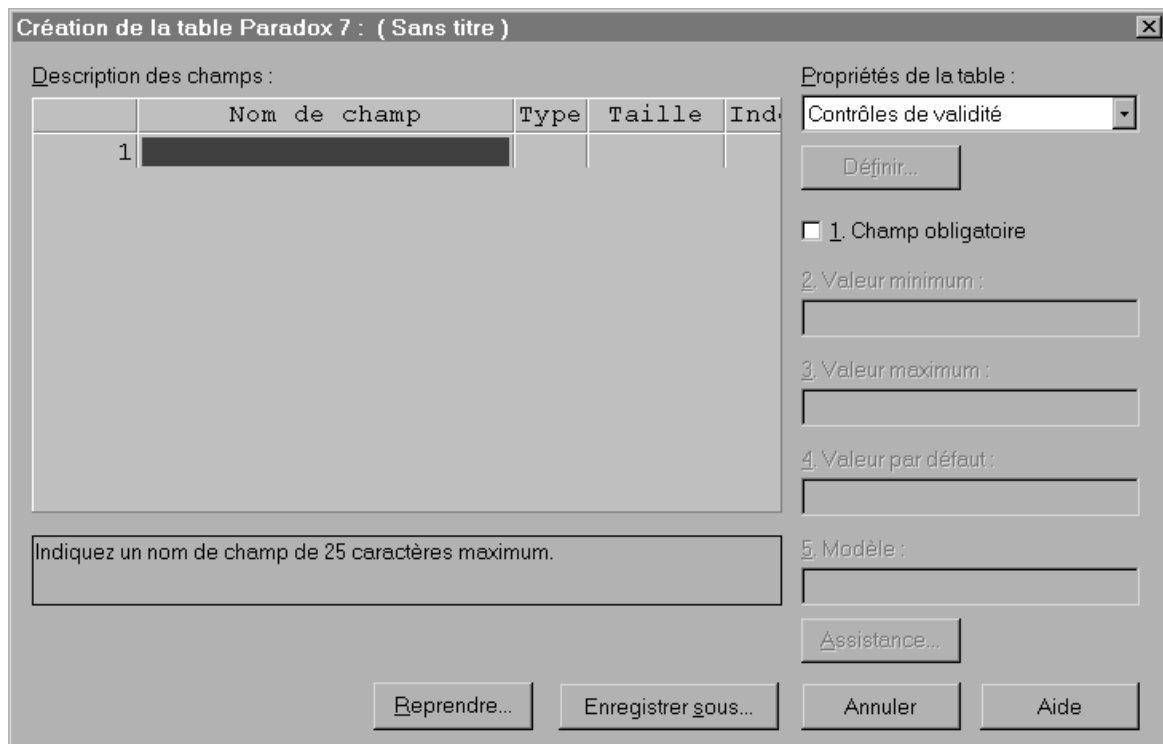 Création de la table Paradox 7 : ( Sans titre )
Description des champs :
Nom de champ Type Taille Inde
1
Indiquez un nom de champ de 25 caractères maximum.
Propriétés de la table :
Contrôles de validité
Définir...
1. Champ obligatoire
2. Valeur minimum :
3. Valeur maximum :
4. Valeur par défaut :
5. Modèle :
Assistance...
Reprendre... Enregistrer sous... Annuler Aide